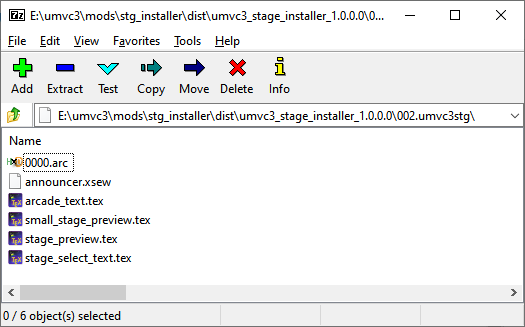 7z E:\umvc3\mods\stg_installer\dist\umvc3_stage_installer_1.0.0.0\0...
File Edit View Favorites Tools Help
Add Extract Test Copy Move Delete Info
E:\umvc3\mods\stg_installer\dist\umvc3_stage_installer_1.0.0.0\002.umvc3stg\
Name
0000.arc
announcer.xsew
arcade_text.tex
small_stage_preview.tex
stage_preview.tex
stage_select_text.tex
0 / 6 object(s) selected